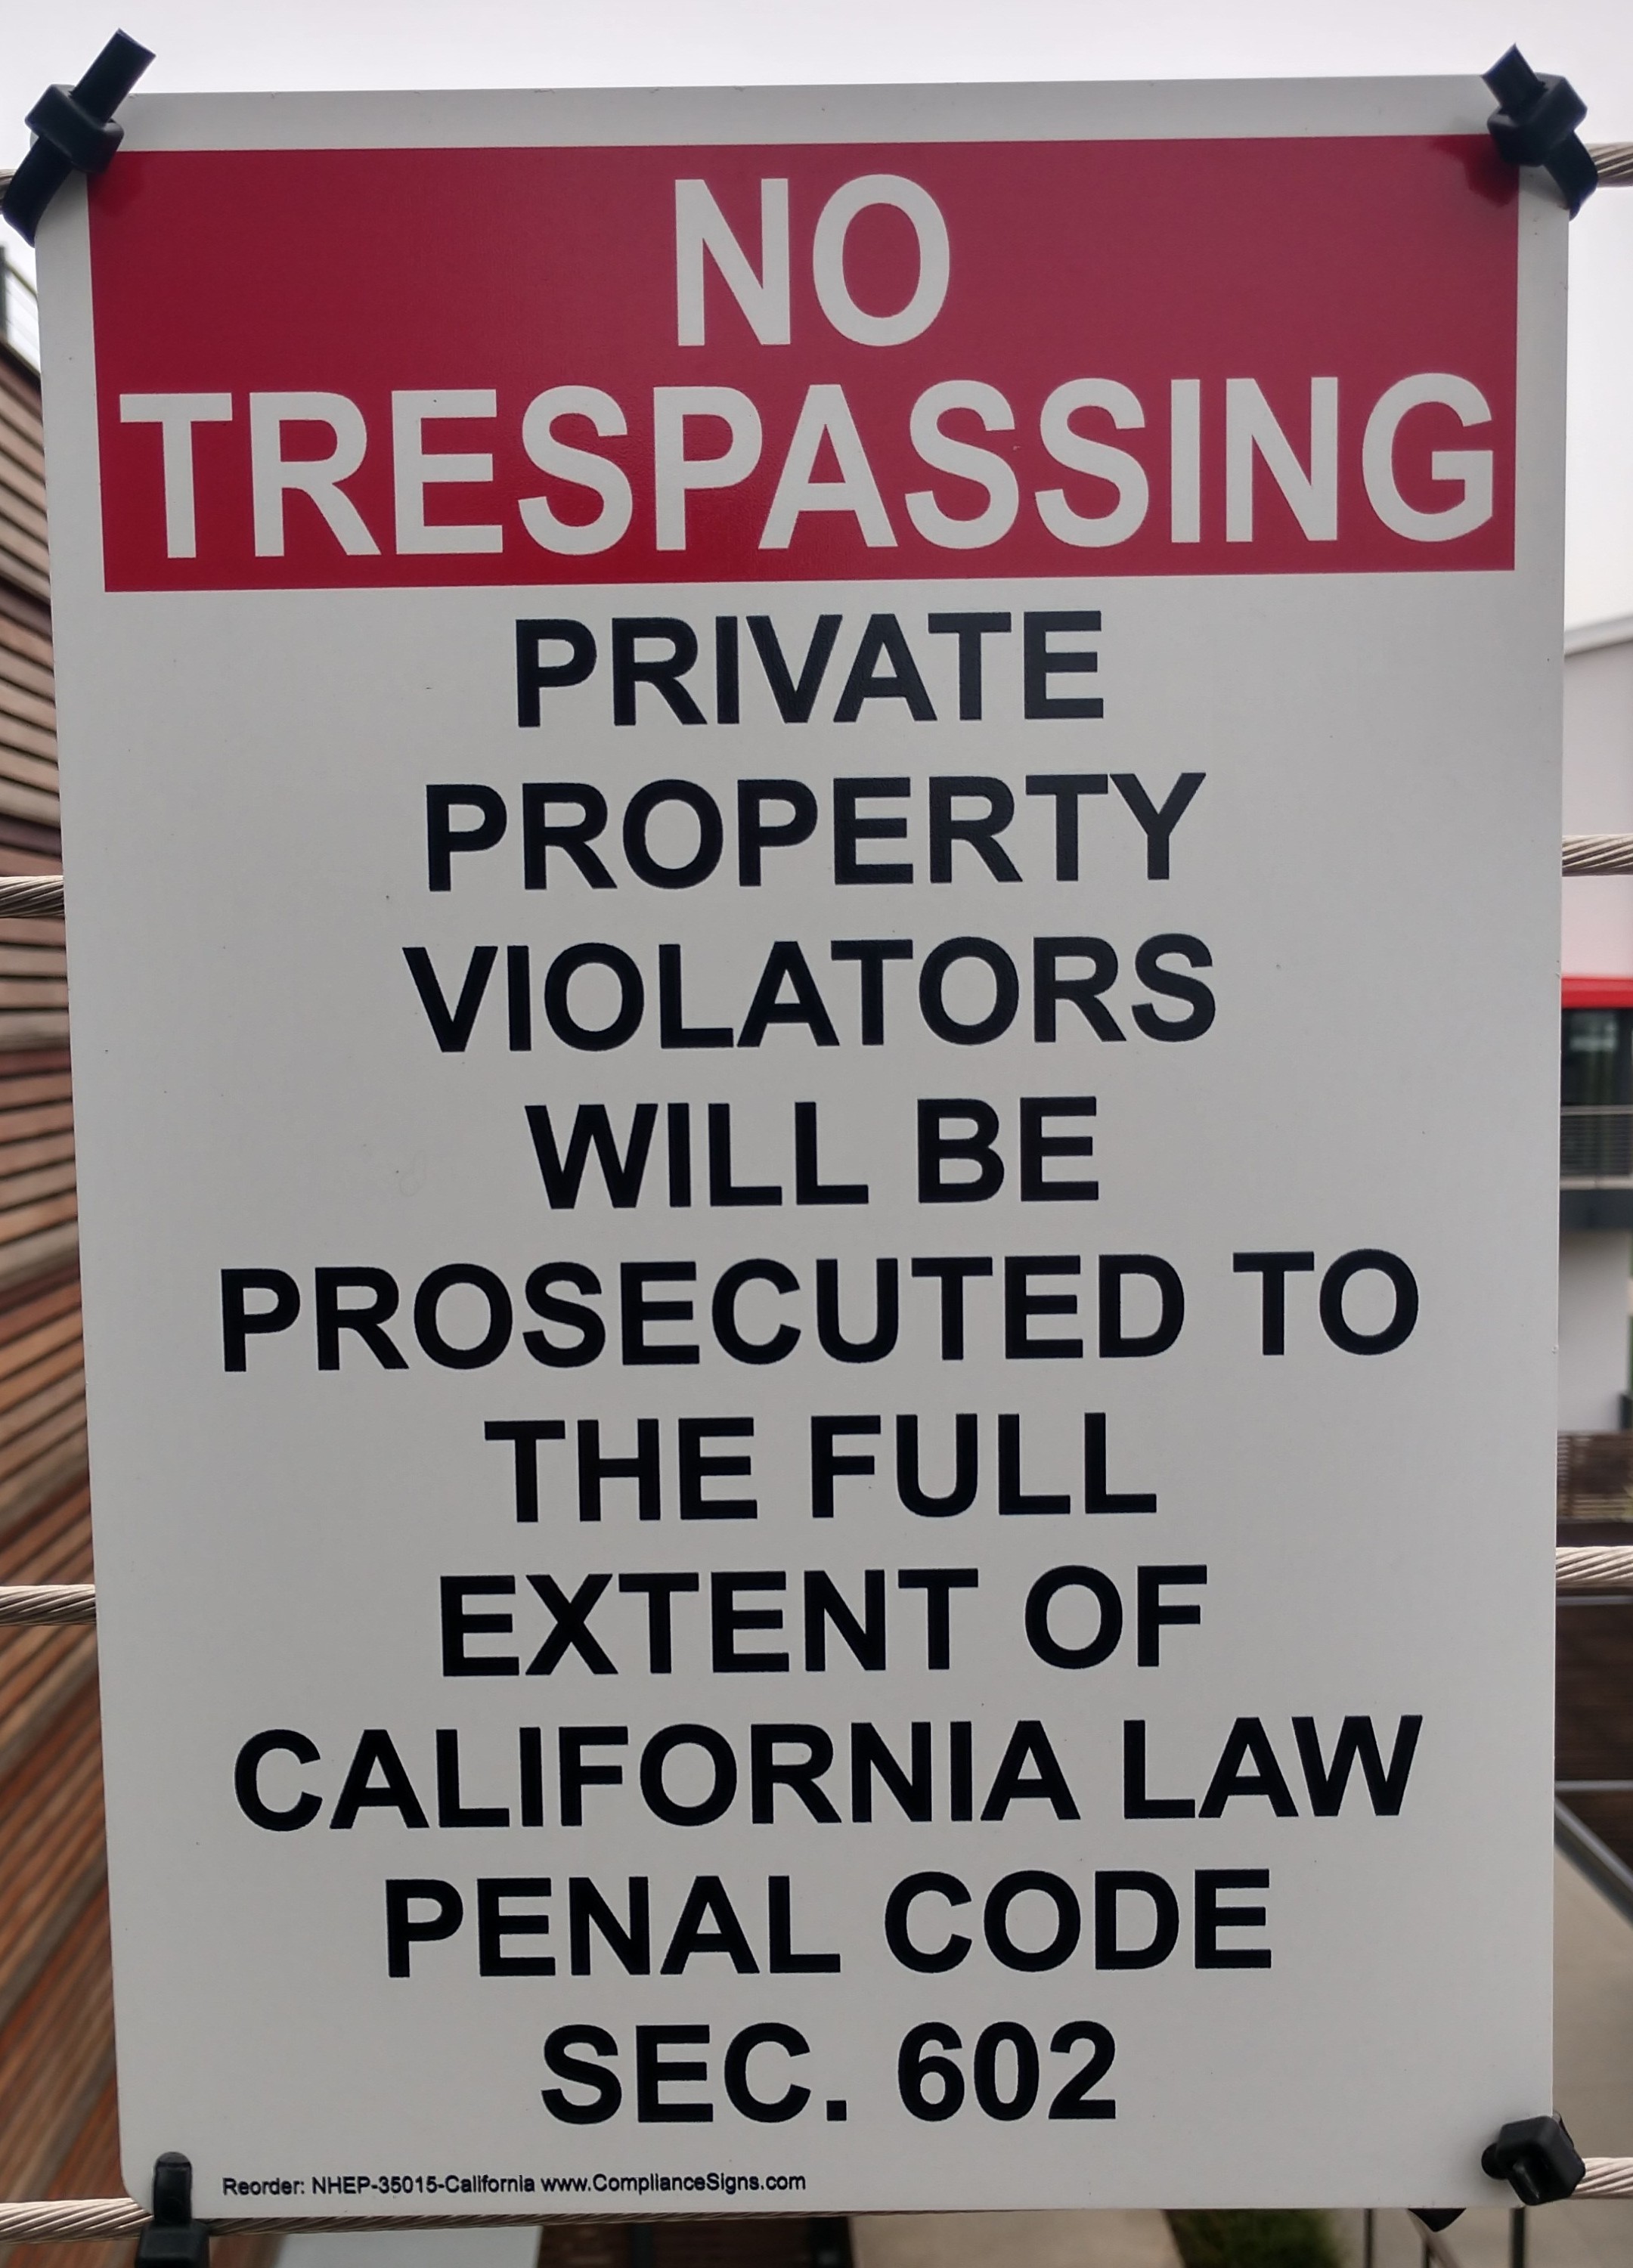 NO
TRESPASSING
PRIVATE
PROPERTY
VIOLATORS
WILL BE
PROSECUTED TO
THE FULL
EXTENT OF
CALIFORNIA LAW
PENAL CODE
SEC. 602
Reorder: NHEP-35015-California www.ComplianceSigns.com